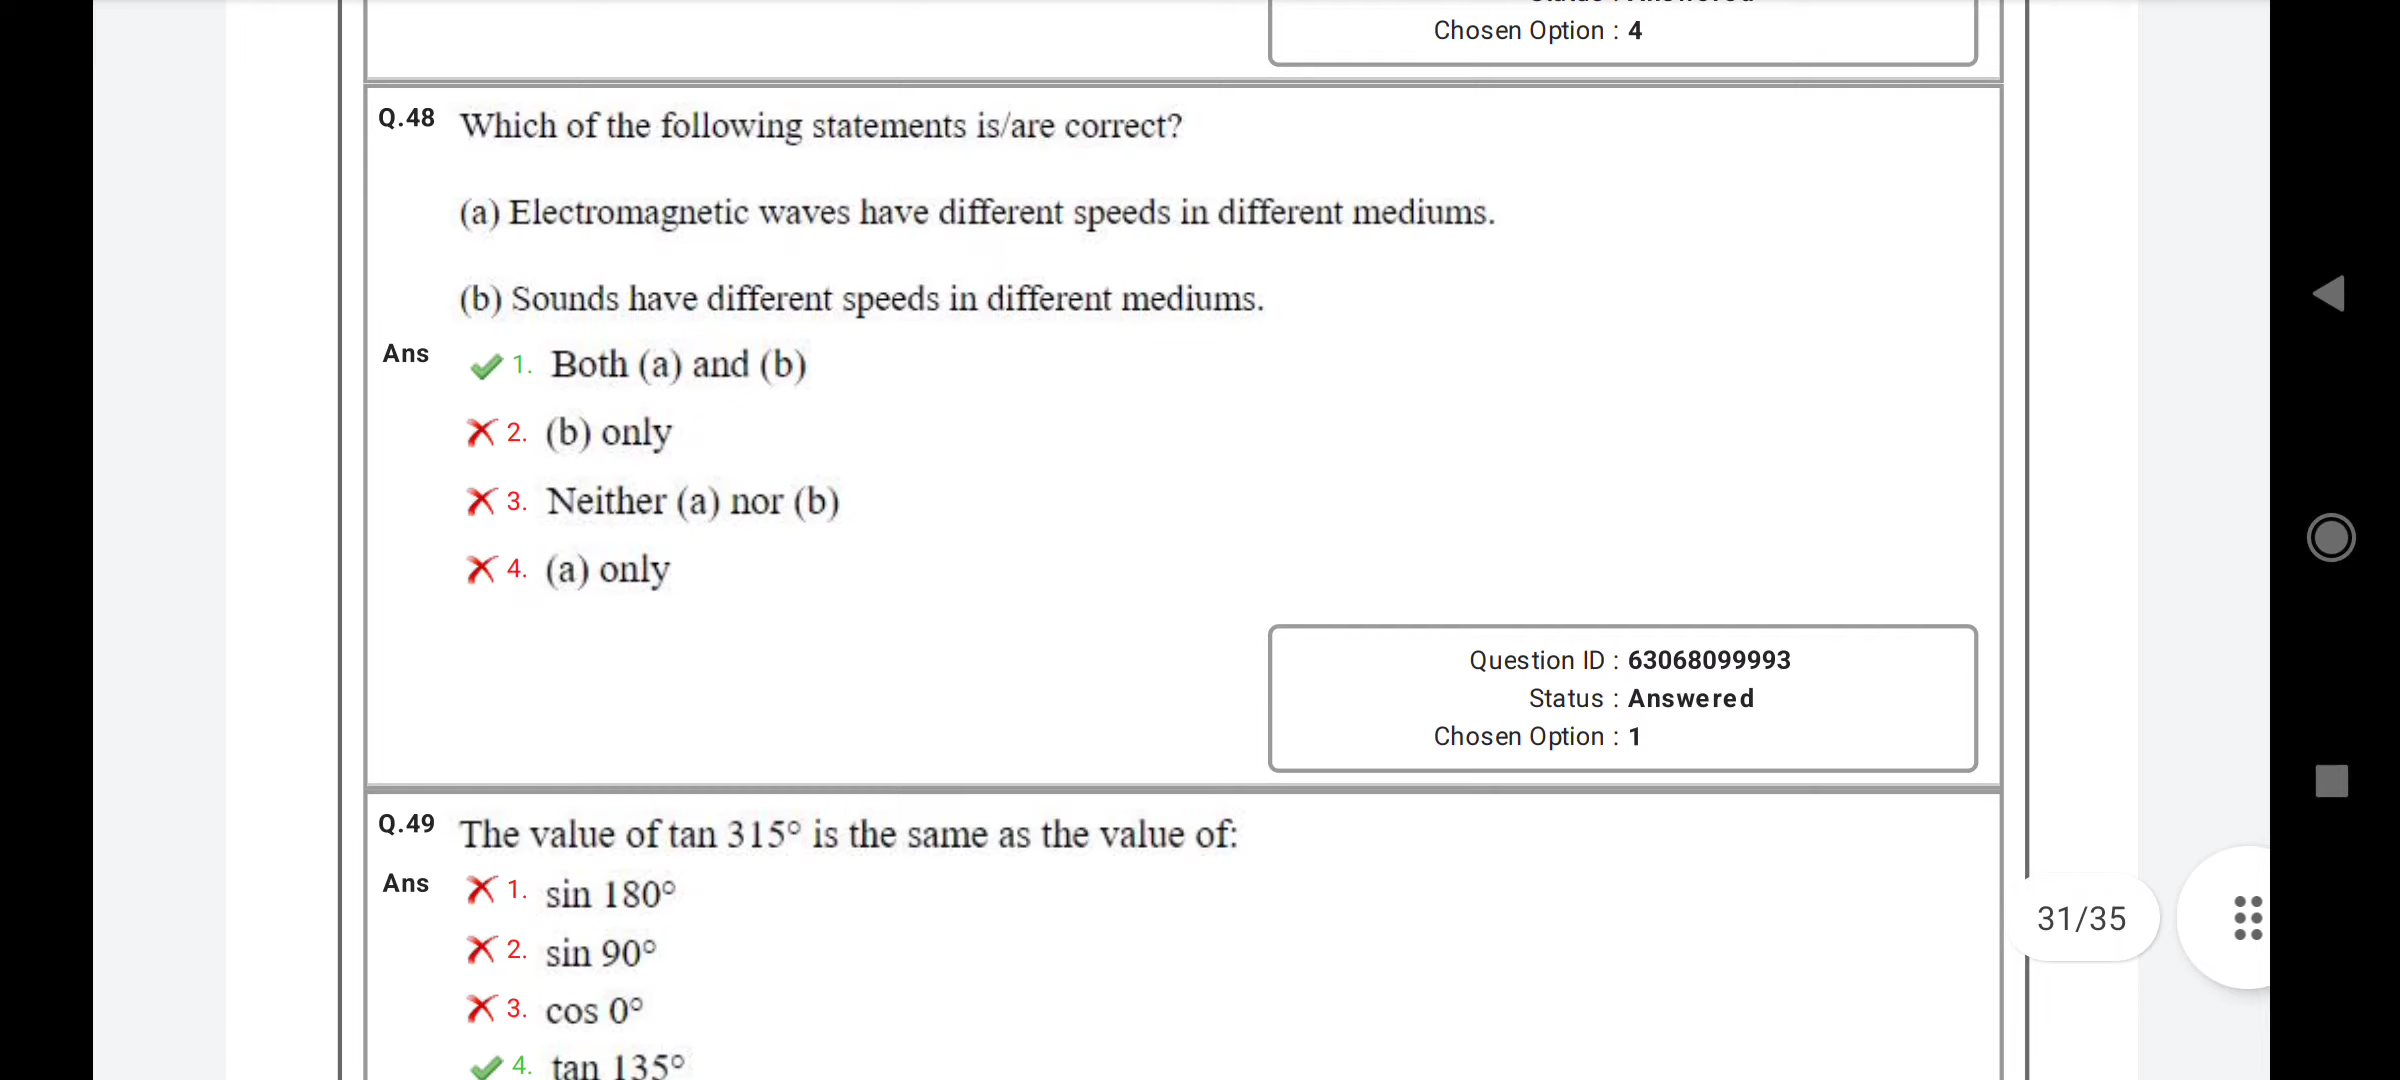 Chosen Option : 4
Q.48 Which of the following statements is/are correct?
(a) Electromagnetic waves have different speeds in different mediums.
(b) Sounds have different speeds in different mediums.
Ans 1. Both (a) and (b)
2. (b) only
3. Neither (a) nor (b)
4. (a) only
Question ID : 63068099993
Status : Answered
Chosen Option : 1
Q.49 The value of tan 315° is the same as the value of:
Ans 1. sin 180°
2. sin 90°
3. cos 0°
4. tan 135°
31/35